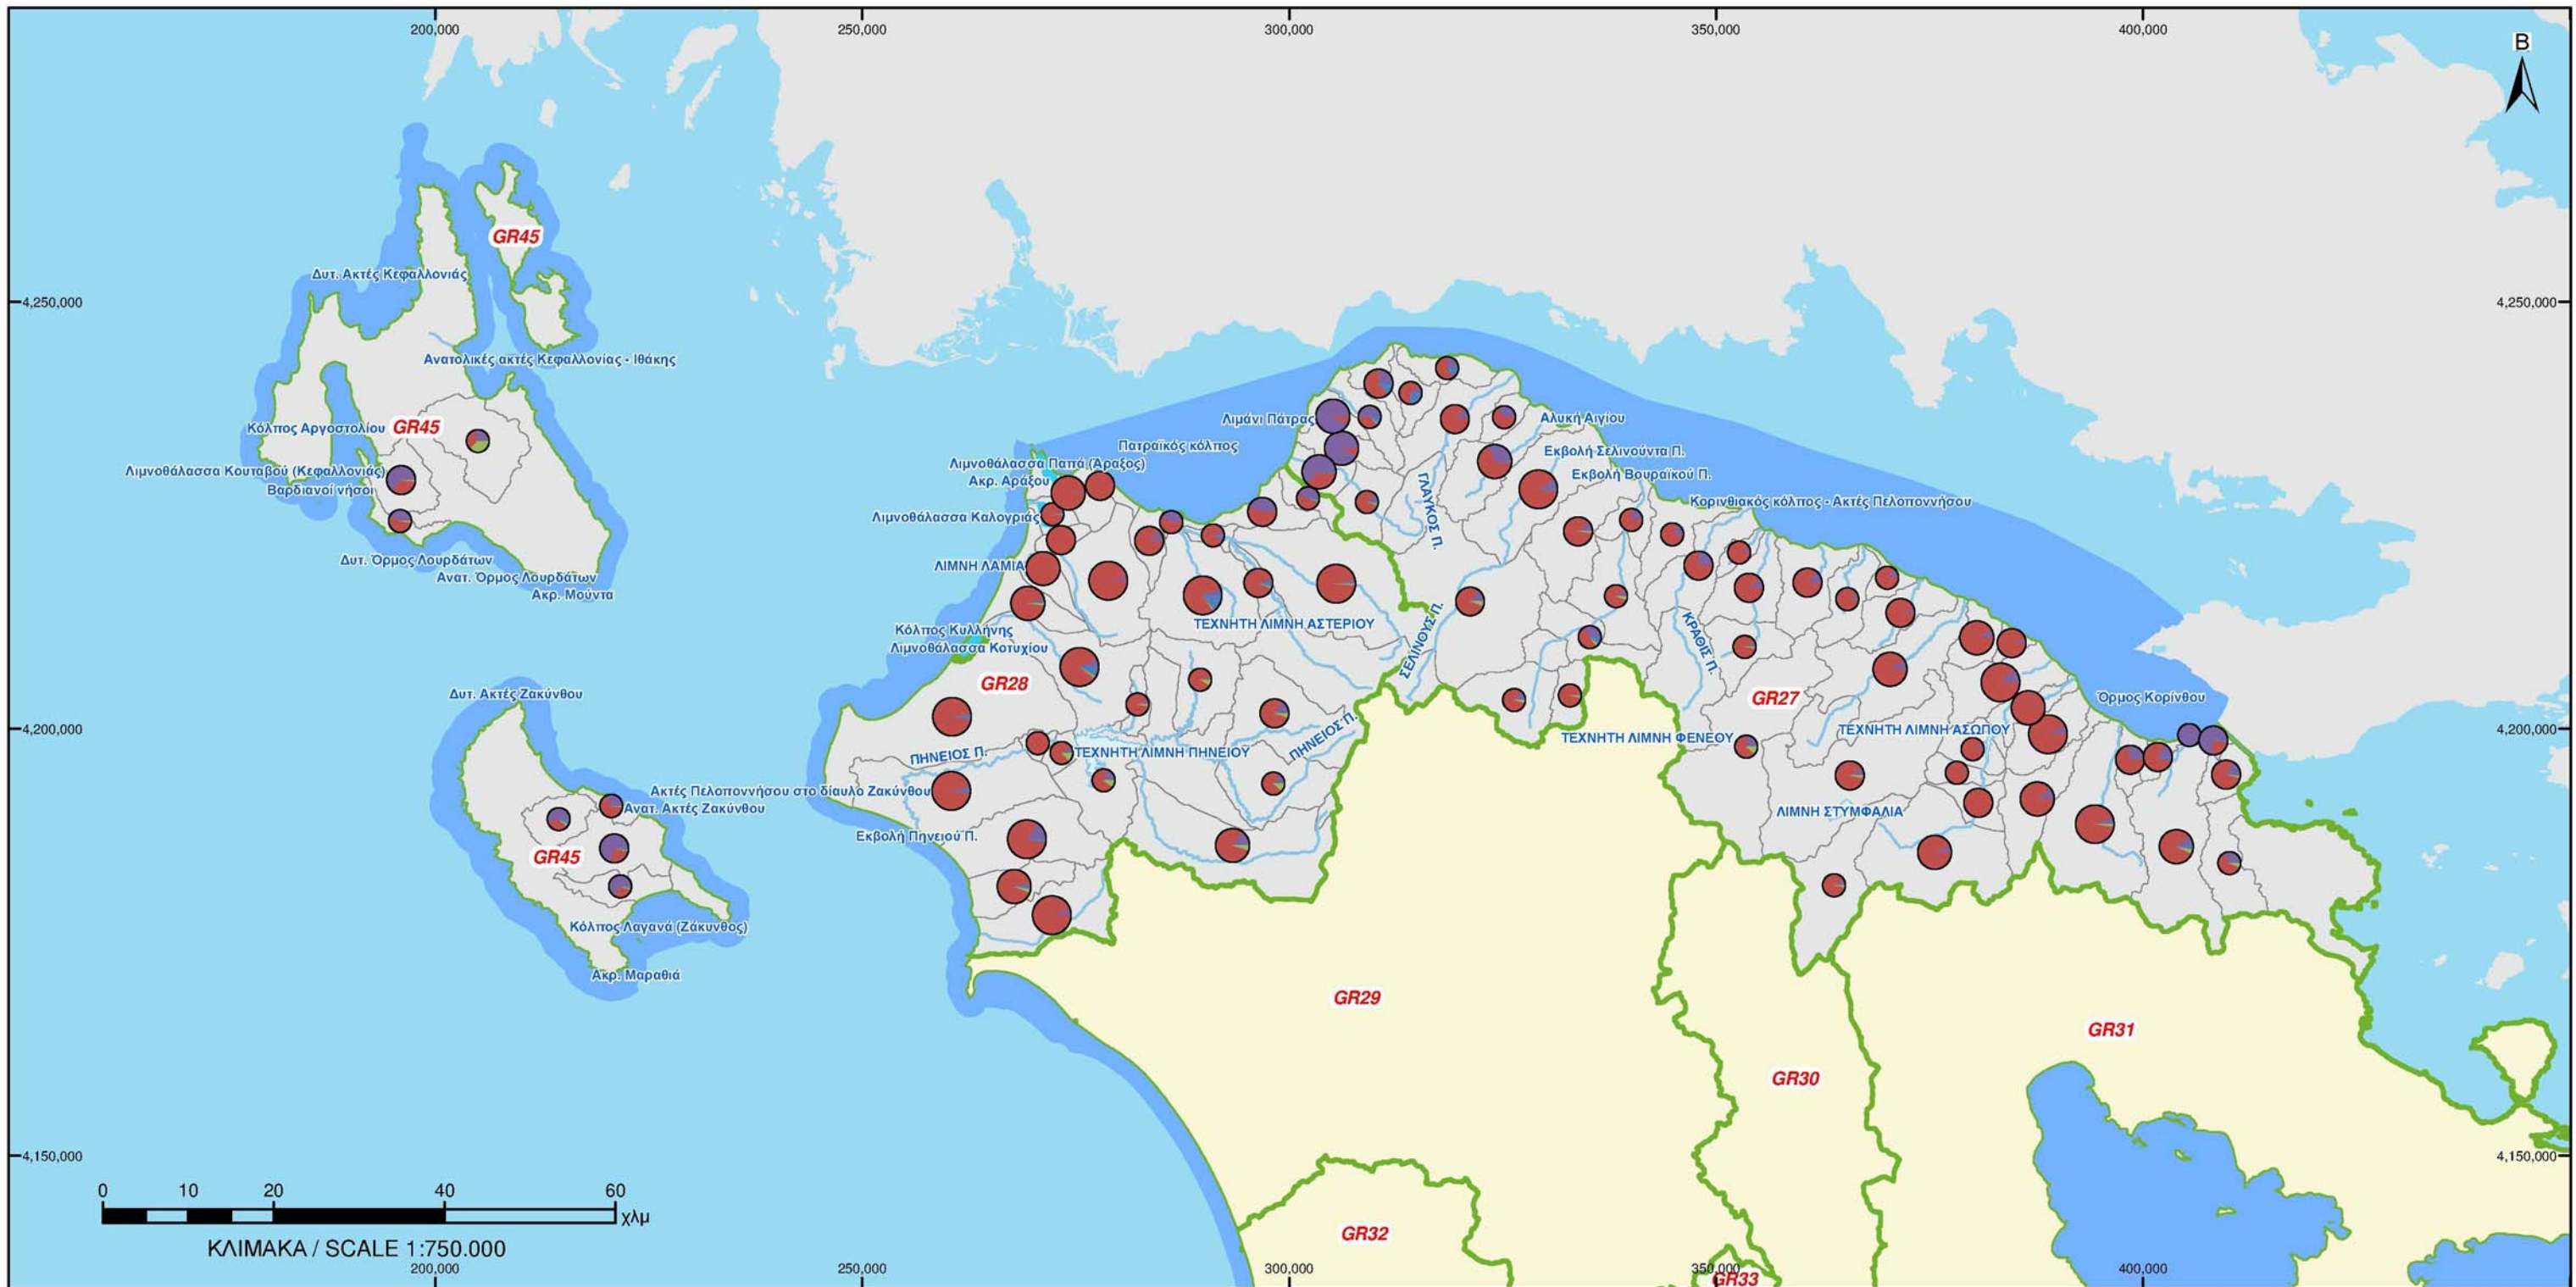 200,000
250,000
300,000
350,000
400,000
Β
4,250,000
4,250,000
GR45
Δυτ. Ακτές Κεφαλλονιάς
Ανατολικές ακτές Κεφαλλονίας - Ιθάκης
Κόλπος Αργοστολίου
GR45
Λιμνοθάλασσα Κουταβού (Κεφαλλονιάς)
Βαρδιανοί νήσοι
Δυτ. Όρμος Λουρδάτων
Ανατ. Όρμος Λουρδάτων
Ακρ. Μούντα
Λιμάνι Πάτρας
Πατραϊκός κόλπος
Λιμνοθάλασσα Παπά (Άραξος)
Ακρ. Αράξου
Λιμνοθάλασσα Καλογριάς
ΛΙΜΝΗ ΛΑΜΙΑ
Κόλπος Κυλλήνης
Λιμνοθάλασσα Κοτυχίου
Αλυκή Αιγίου
Εκβολή Σελινούντα Π.
Εκβολή Βουραϊκού Π.
Κορινθιακός κόλπος - Ακτές Πελοποννήσου
ΓΛΑΥΚΟΣ Π.
ΤΕΧΝΗΤΗ ΛΙΜΝΗ ΑΣΤΕΡΙΟΥ
ΣΕΛΙΝΟΥΣ Π.
ΚΡΑΘΙΣ Π.
GR28
GR27
Όρμος Κορίνθου
4,200,000
4,200,000
Δυτ. Ακτές Ζακύνθου
ΠΗΝΕΙΟΣ Π.
ΤΕΧΝΗΤΗ ΛΙΜΝΗ ΠΗΝΕΙΟΥ
ΠΗΝΕΙΟΣ Π.
ΤΕΧΝΗΤΗ ΛΙΜΝΗ ΦΕΝΕΟΥ
ΤΕΧΝΗΤΗ ΛΙΜΝΗ ΑΣΩΠΟΥ
Ακτές Πελοποννήσου στο δίαυλο Ζακύνθου
Ανατ. Ακτές Ζακύνθου
ΛΙΜΝΗ ΣΤΥΜΦΑΛΙΑ
Εκβολή Πηνειού Π.
GR45
Κόλπος Λαγανά (Ζάκυνθος)
Ακρ. Μαραθιά
GR29
GR31
GR30
4,150,000
4,150,000
0 10 20 40 60
χλμ
ΚΛΙΜΑΚΑ / SCALE 1:750.000
GR32
GR33
200,000
250,000
300,000
350,000
400,000